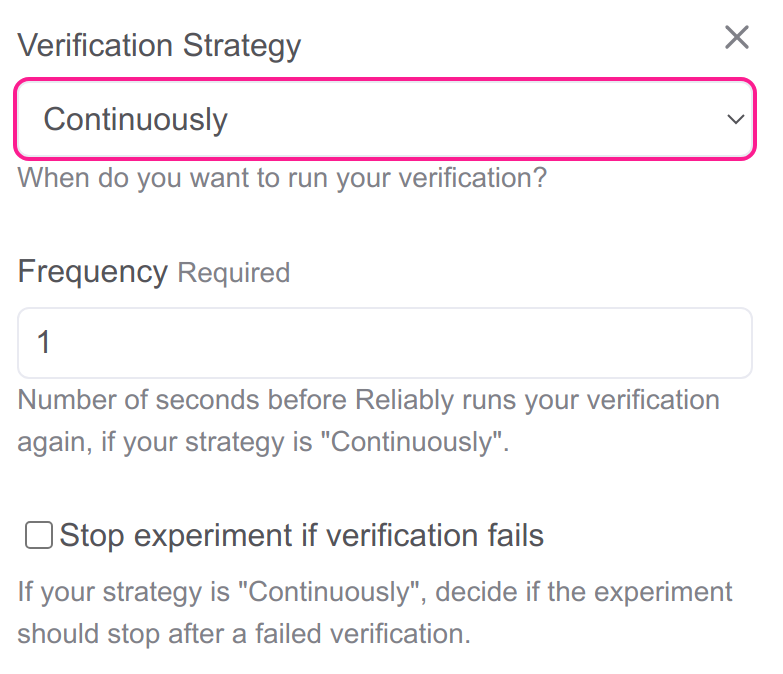 Verification Strategy
Continuously
When do you want to run your verification?
Frequency Required
1
Number of seconds before Reliably runs your verification
again, if your strategy is "Continuously".
Stop experiment if verification fails
If your strategy is "Continuously", decide if the experiment
should stop after a failed verification.